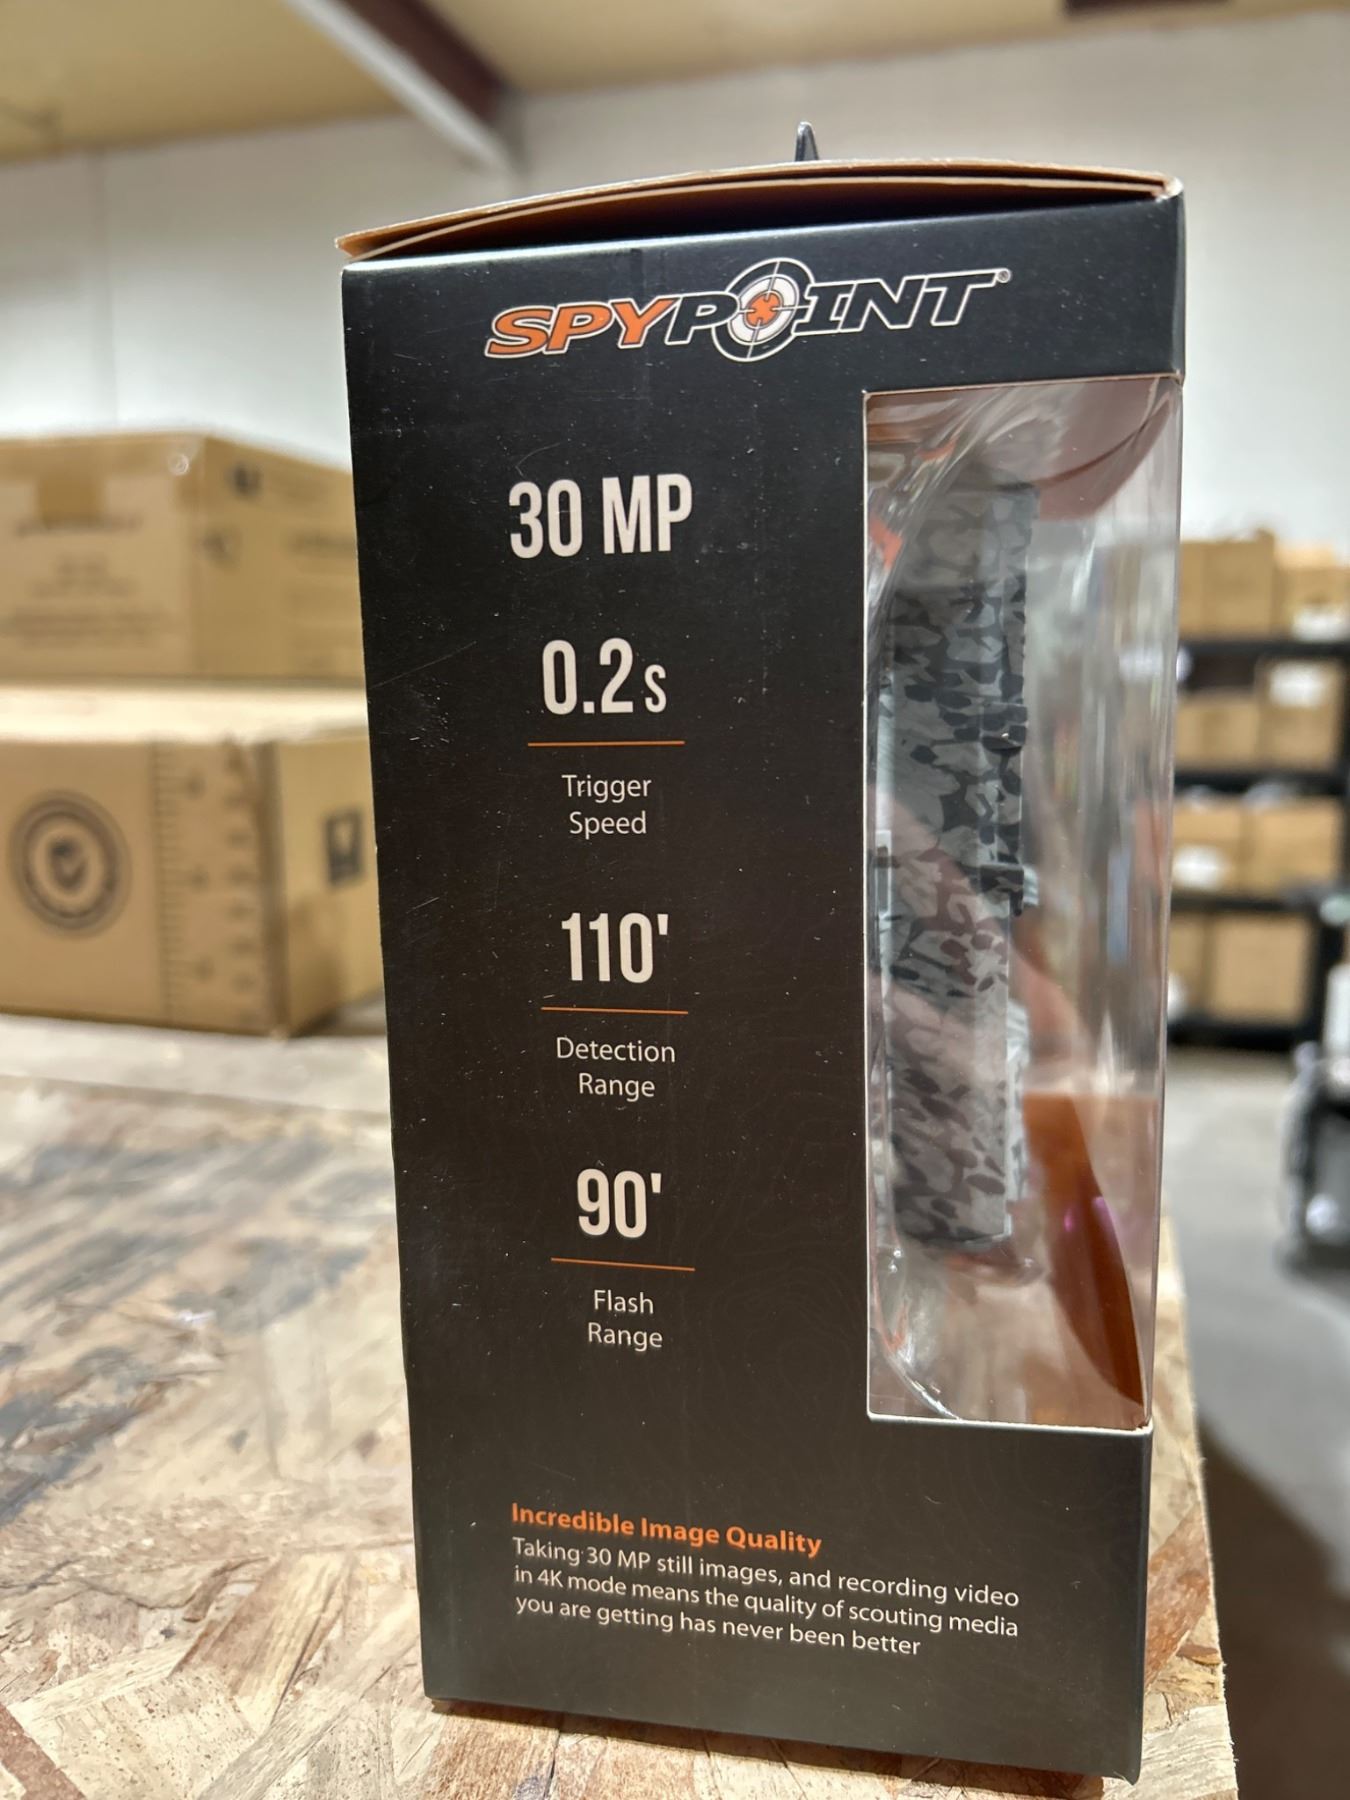 SPYPOINT®
30 MP
0.2s
Trigger
Speed
110'
Detection
Range
90'
Flash
Range
Incredible Image Quality
Taking 30 MP still images, and recording video
in 4K mode means the quality of scouting media
you are getting has never been better